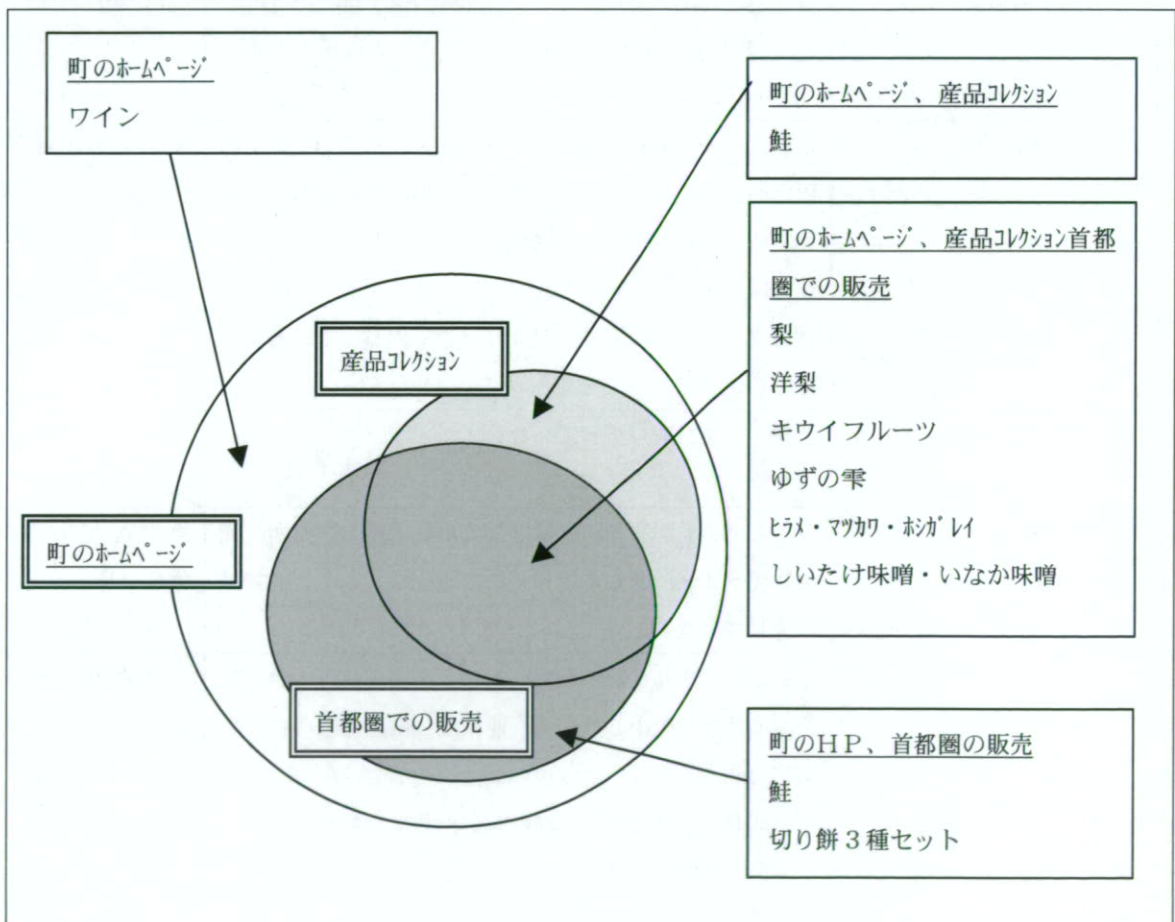 町のﾎｰﾑﾍﾟｰｼﾞ
ワイン
町のﾎｰﾑﾍﾟｰｼﾞ、産品ｺﾚｸｼｮﾝ
鮭
町のﾎｰﾑﾍﾟｰｼﾞ、産品ｺﾚｸｼｮﾝ首都
圏での販売
梨
洋梨
キウイフルーツ
ゆずの雫
ﾋﾗﾒ・ﾏﾂｶﾜ・ﾎｼｶﾞﾚｲ
しいたけ味噌・いなか味噌
産品ｺﾚｸｼｮﾝ
町のﾎｰﾑﾍﾟｰｼﾞ
首都圏での販売
町のＨＰ、首都圏の販売
鮭
切り餅３種セット